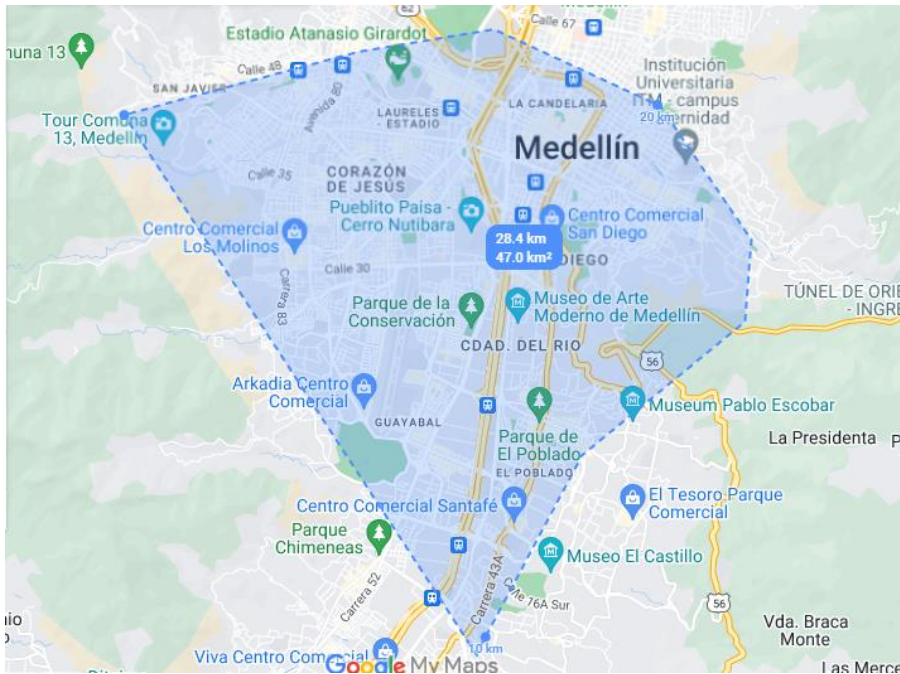 62
Calle 67
Estadio Atanasio Girardot
muna 13
Calle 48
Institución
Universitaria
ITM - campus
SAN JAVIER
Avenida 80
LA CANDELARIA
LAURELES
- ESTADIO
20 km
Tour Comuna
13, Medellín
Medellín
Calle 35
CORAZÓN
DE JESÚS
Pueblito Paisa -
Cerro Nutibara
Centro Comercial
San Diego
Centro Comercial
Los Molinos
28.4 km
47.0 km²
DIEGO
Calle 30
TÚNEL DE ORIE
- INGRE
Carrera 83
Parque de la
Conservación
Museo de Arte
Moderno de Medellín
CDAD. DEL RIO
56
Arkadia Centro
Comercial
Museum Pablo Escobar
GUAYABAL
Parque de
El Poblado
La Presidenta
EL POBLADO
Centro Comercial Santafé
El Tesoro Parque
Comercial
Parque
Chimeneas
Museo El Castillo
Carrera 43A
Carrera 52
Calle 16A Sur
56
Vda. Braca
Monte
10 km
Viva Centro Comercial
Google My Maps
Las Merce